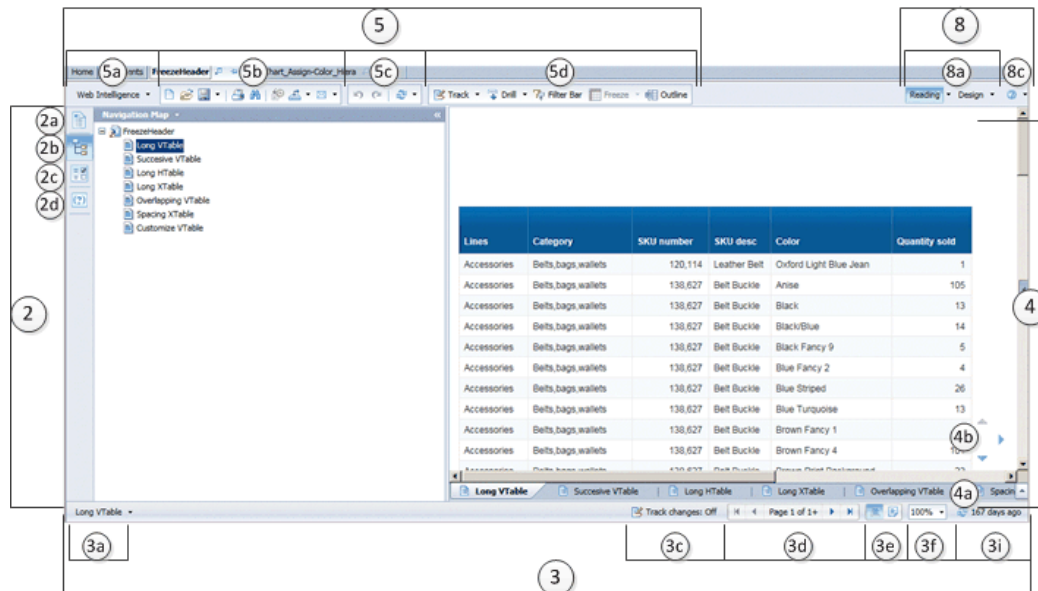 5
8
5a
5b
5c
5d
8a
8c
Home
FreezeHeader
Chart_Assign-Color_Hiera
Web Intelligence
Track
Drill
Filter Bar
Freeze
Outline
Reading
Design
2
2a
2b
2c
2d
Navigation Map
FreezeHeader
Long VTable
Succesive VTable
Long HTable
Long XTable
Overlapping VTable
Spacing XTable
Customize VTable
4
Lines Category SKU number SKU desc Color Quantity sold
Accessories Belts,bags,wallets 120,114 Leather Belt Oxford Light Blue Jean 1
Accessories Belts,bags,wallets 138,627 Belt Buckle Anise 105
Accessories Belts,bags,wallets 138,627 Belt Buckle Black 13
Accessories Belts,bags,wallets 138,627 Belt Buckle Black/Blue 14
Accessories Belts,bags,wallets 138,627 Belt Buckle Black Fancy 9 5
Accessories Belts,bags,wallets 138,627 Belt Buckle Blue Fancy 2 4
Accessories Belts,bags,wallets 138,627 Belt Buckle Blue Striped 26
Accessories Belts,bags,wallets 138,627 Belt Buckle Blue Turquoise 13
Accessories Belts,bags,wallets 138,627 Belt Buckle Brown Fancy 1
Accessories Belts,bags,wallets 138,627 Belt Buckle Brown Fancy 4
4b
Long VTable
Succesive VTable
Long HTable
Long XTable
Overlapping VTable
4a
Spacin
Long VTable
Track changes: Off
Page 1 of 1+
100%
167 days ago
3a
3c
3d
3e
3f
3i
3